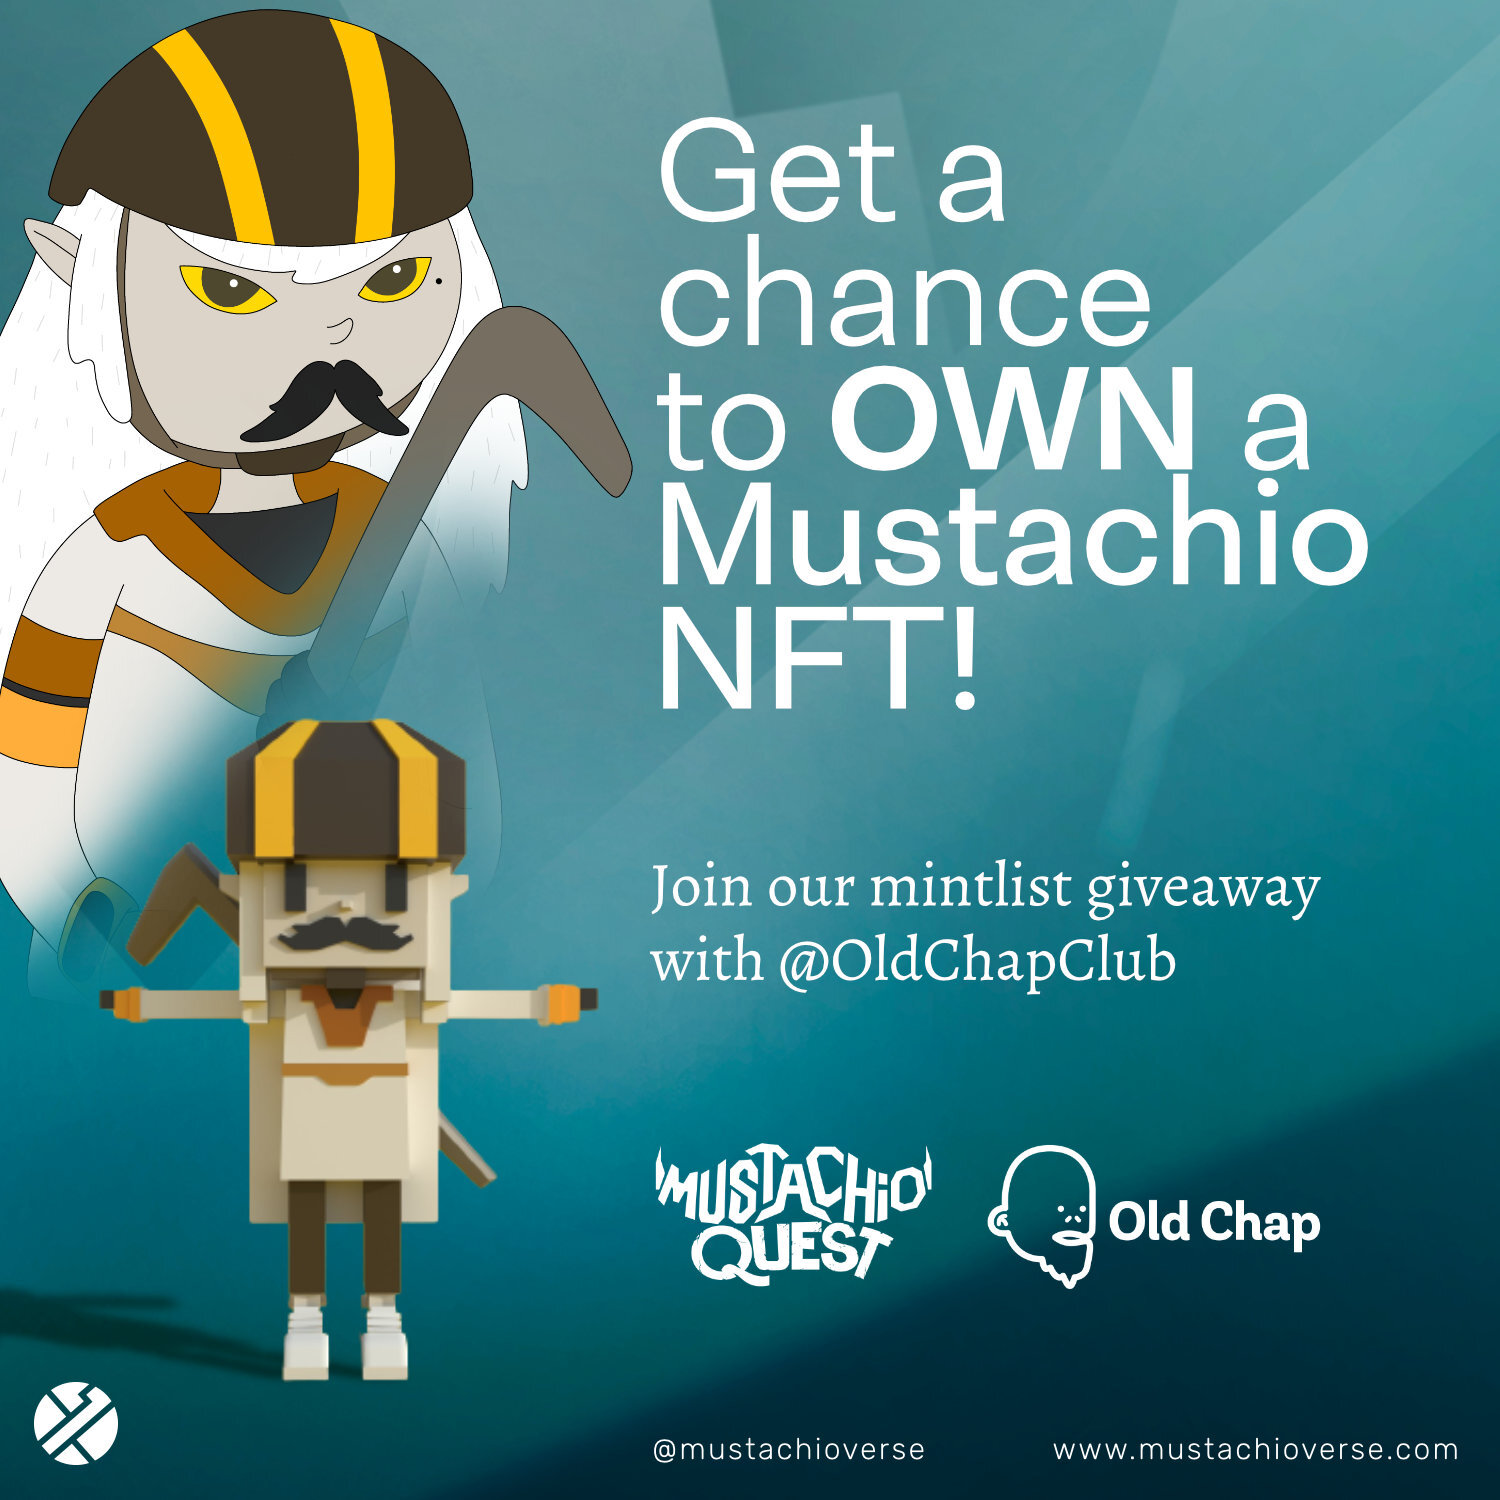 Get a
chance
to OWN a
Mustachio
NFT!
Join our mintlist giveaway
with @OldChapClub
MUSTACHiO
QUEST
Old Chap
@mustachioverse
www.mustachioverse.com